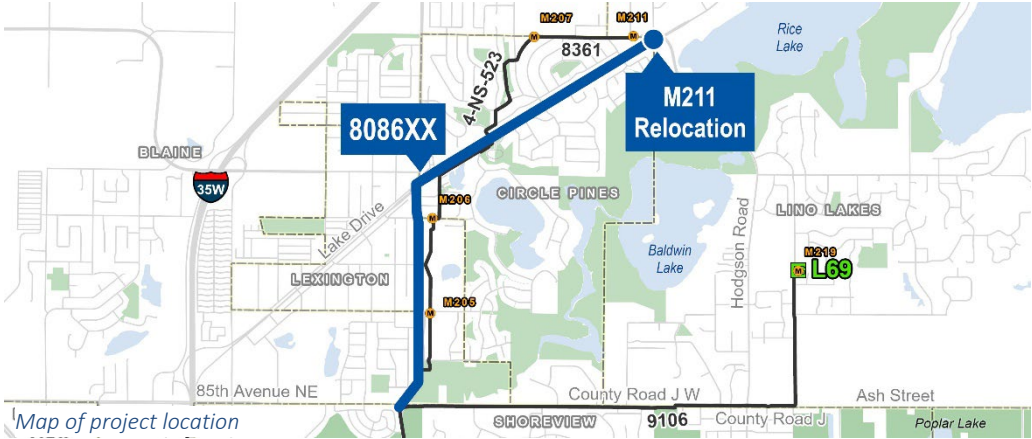 M207
M211
8361
Rice
Lake
4-NS-523
M211
Relocation
8086XX
BLAINE
35W
CIRCLE PINES
LINO LAKES
M206
Lake Drive
Hodgson Road
Baldwin
Lake
M219
L69
LEXINGTON
M205
85th Avenue NE
County Road J W
Ash Street
Map of project location
SHOREVIEW
9106
County Road J
Poplar Lake